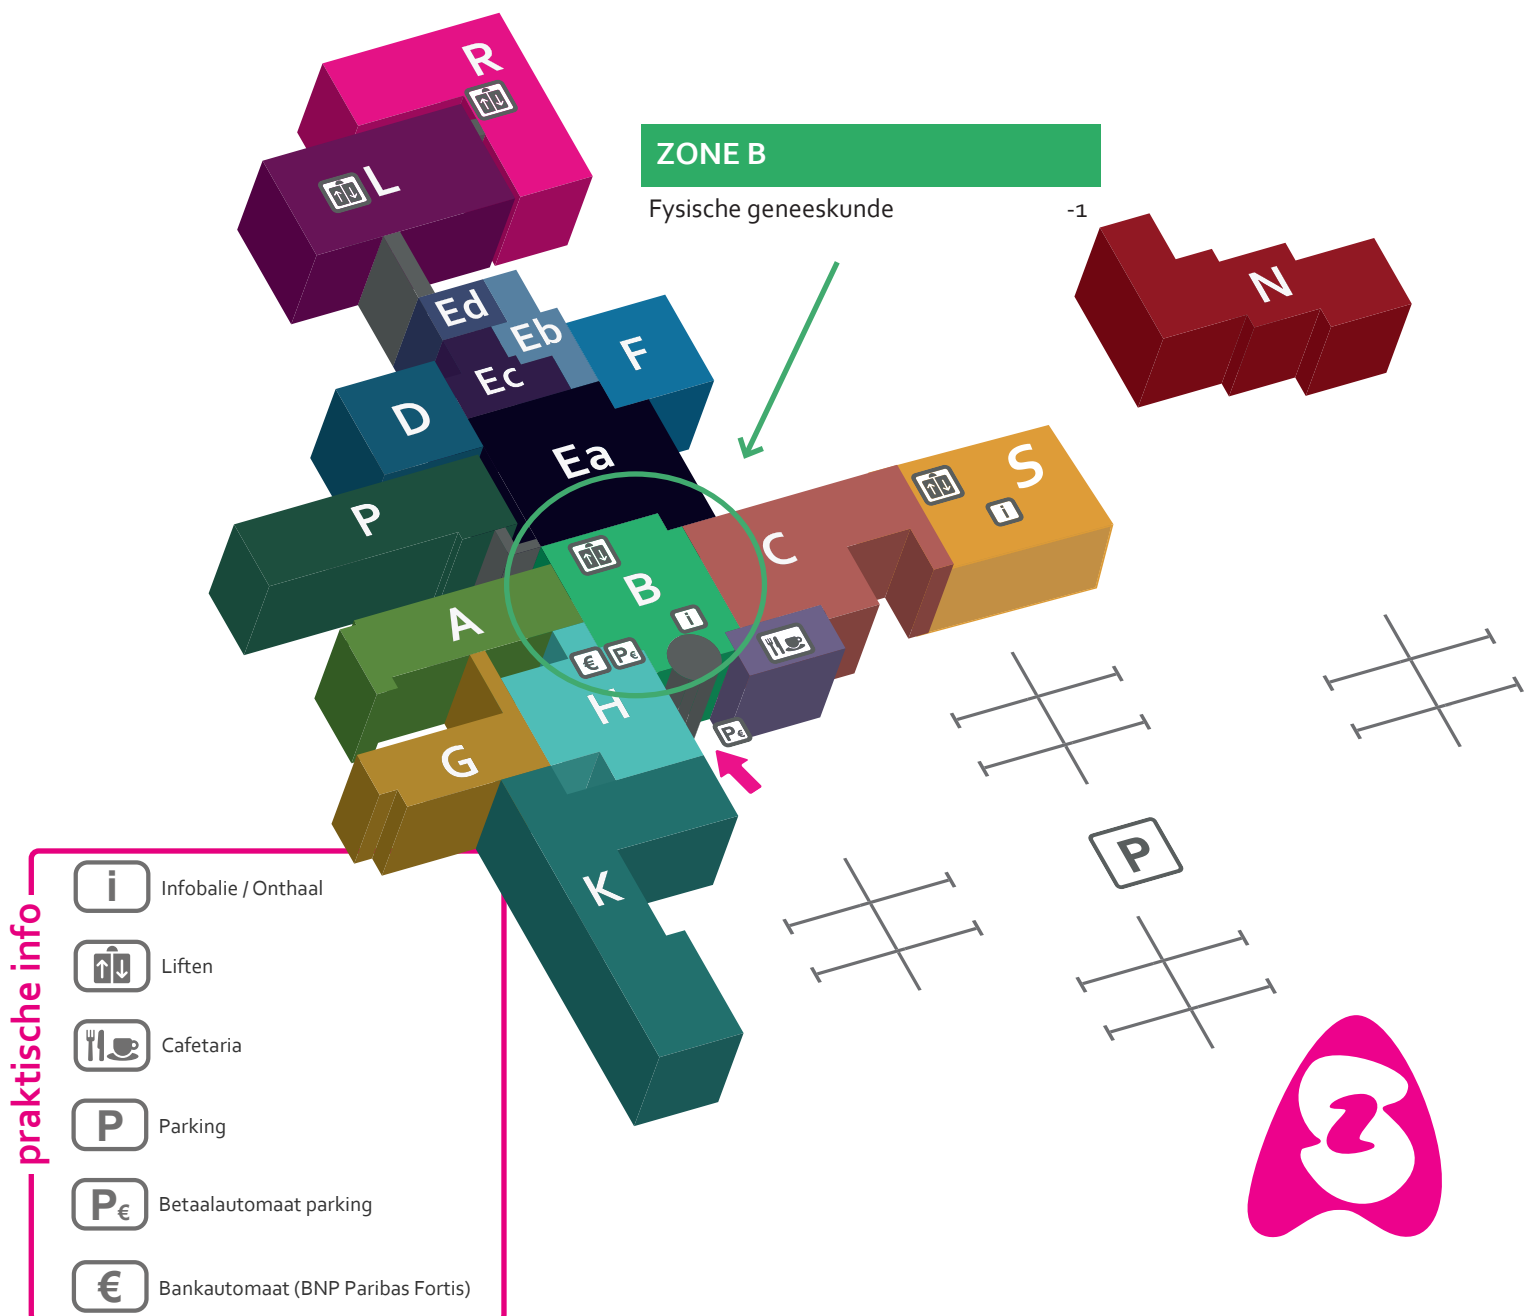 R
L
ZONE B
Fysische geneeskunde -1
N
Ed
Eb
F
Ec
D
Ea
S
P
i
C
B
A
i
€ P€
H
P€
G
P
K
praktische info
i Infobalie / Onthaal
Liften
Cafetaria
P Parking
P€ Betaalautomaat parking
€ Bankautomaat (BNP Paribas Fortis)